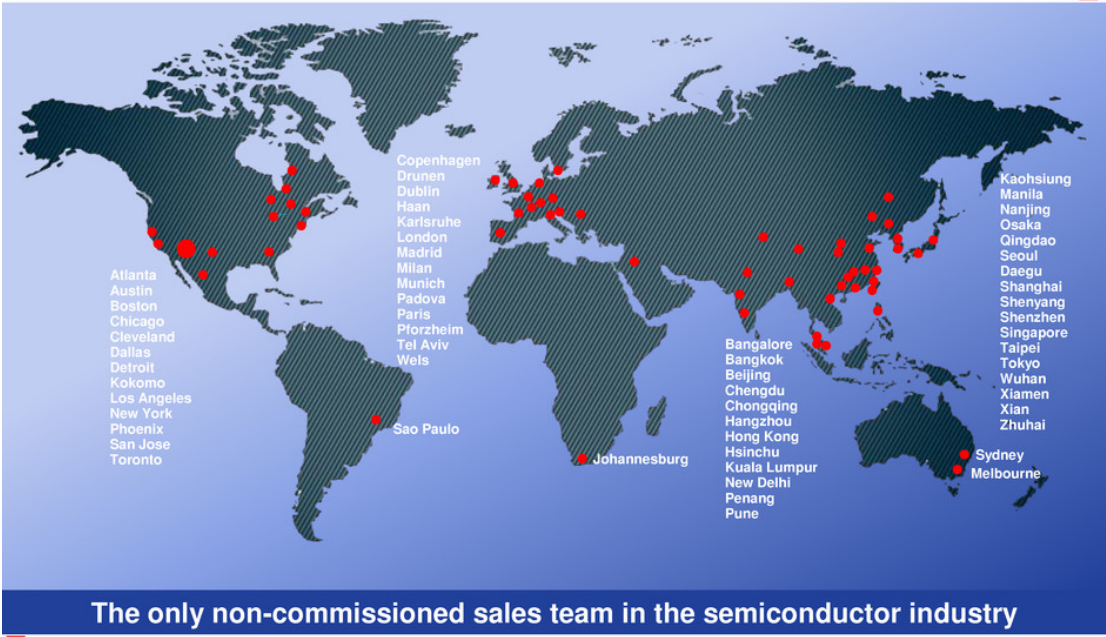 Atlanta
Austin
Boston
Chicago
Cleveland
Dallas
Detroit
Kokomo
Los Angeles
New York
Phoenix
San Jose
Toronto
Sao Paulo
Copenhagen
Drunen
Dublin
Haan
Karlsruhe
London
Madrid
Milan
Munich
Padova
Paris
Pforzheim
Tel Aviv
Wels
Johannesburg
Bangalore
Bangkok
Beijing
Chengdu
Chongqing
Hangzhou
Hong Kong
Hsinchu
Kuala Lumpur
New Delhi
Penang
Pune
Kaohsiung
Manila
Nanjing
Osaka
Qingdao
Seoul
Daegu
Shanghai
Shenyang
Shenzhen
Singapore
Taipei
Tokyo
Wuhan
Xiamen
Xian
Zhuhai
Sydney
Melbourne
The only non-commissioned sales team in the semiconductor industry